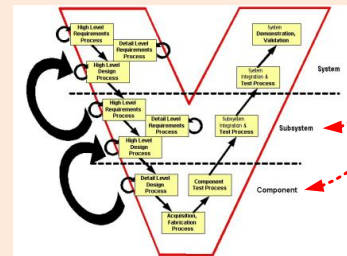 High Level
Requirements
Process
Detail Level
Requirements
Process
High Level
Design
Process
High Level
Requirements
Process
Detail Level
Requirements
Process
High Level
Design
Process
Detail Level
Design
Process
Acquisition,
Fabrication
Process
Component
Test Process
Subsystem
Integration &
Test Process
System
Integration &
Test Process
System
Demonstration,
Validation
System
Subsystem
Component